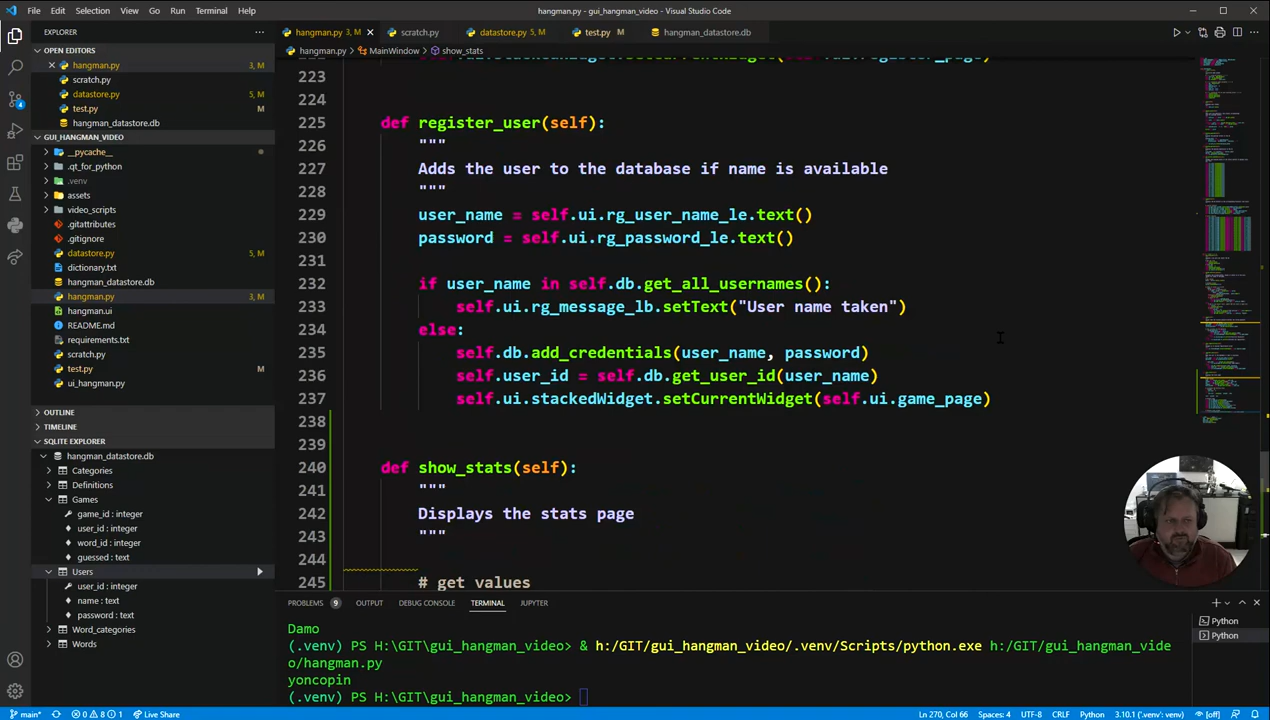 File Edit Selection View Go Run Terminal Help
hangman.py - gui_hangman_video - Visual Studio Code
EXPLORER
hangman.py 3, M
scratch.py
datastore.py 5, M
test.py M
hangman_datastore.db
hangman.py > MainWindow > show_stats
OPEN EDITORS
hangman.py 3, M
scratch.py
datastore.py 5, M
test.py M
hangman_datastore.db
GUI_HANGMAN_VIDEO
__pycache__
.qt_for_python
.venv
assets
video_scripts
.gitattributes
.gitignore
datastore.py 5, M
dictionary.txt
hangman_datastore.db
hangman.py 3, M
hangman.ui
README.md
requirements.txt
scratch.py
test.py M
ui_hangman.py
OUTLINE
TIMELINE
SQLITE EXPLORER
hangman_datastore.db
Categories
Definitions
Games
game_id : integer
user_id : integer
word_id : integer
guessed : text
Users
user_id : integer
name : text
password : text
Word_categories
Words
223
224
225 def register_user(self):
226 """
227 Adds the user to the database if name is available
228 """
229 user_name = self.ui.rg_user_name_le.text()
230 password = self.ui.rg_password_le.text()
231
232 if user_name in self.db.get_all_usernames():
233 self.ui.rg_message_lb.setText("User name taken")
234 else:
235 self.db.add_credentials(user_name, password)
236 self.user_id = self.db.get_user_id(user_name)
237 self.ui.stackedWidget.setCurrentWidget(self.ui.game_page)
238
239
240 def show_stats(self):
241 """
242 Displays the stats page
243 """
244
245 # get values
PROBLEMS 9 OUTPUT DEBUG CONSOLE TERMINAL JUPYTER
Damo
(.venv) PS H:\GIT\gui_hangman_video> & h:/GIT/gui_hangman_video/.venv/Scripts/python.exe h:/GIT/gui_hangman_vide
o/hangman.py
yoncopin
(.venv) PS H:\GIT\gui_hangman_video>
Python
Python
main* 0 8 1 Live Share
Ln 270, Col 66 Spaces: 4 UTF-8 CRLF Python 3.10.1 ('.venv': venv) [off]